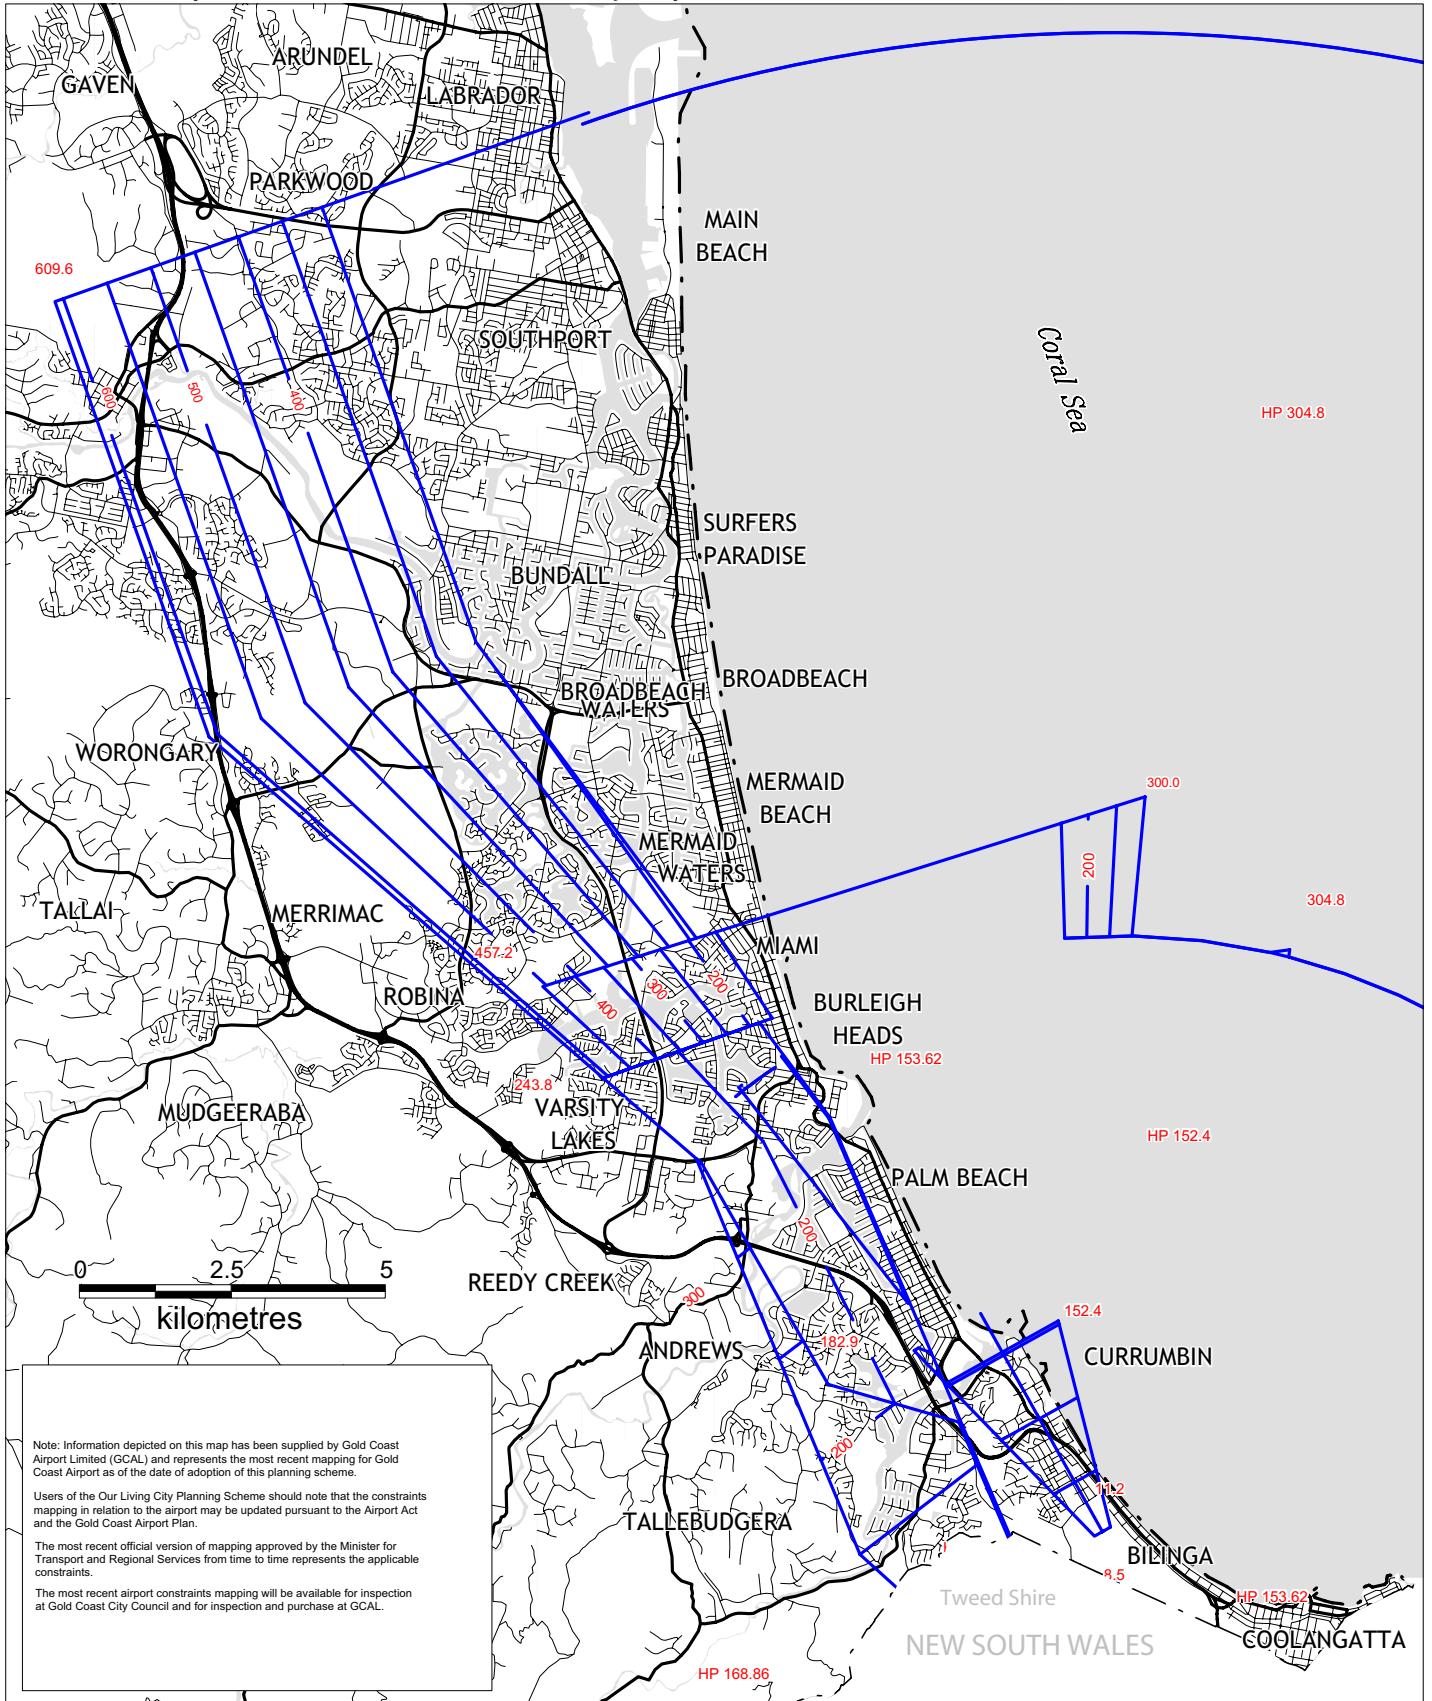 ARUNDEL
GAVEN
LABRADOR
PARKWOOD
MAIN
BEACH
609.6
SOUTHPORT
Coral Sea
HP 304.8
600
500
400
SURFERS
PARADISE
BUNDALL
BROADBEACH
BROADBEACH
WATERS
WORONGARY
MERMAID
BEACH
300.0
MERMAID
WATERS
200
TALLAI
MERRIMAC
304.8
MIAMI
457.2
ROBINA
200
300
400
BURLEIGH
HEADS
HP 153.62
243.8
VARSITY
LAKES
MUDGEERABA
HP 152.4
PALM BEACH
200
0 2.5 5
kilometres
REEDY CREEK
300
152.4
182.9
ANDREWS
CURRUMBIN
200
11.2
TALLEBUDGERA
BILINGA
8.5
Tweed Shire
HP 153.62
NEW SOUTH WALES
COOLANGATTA
HP 168.86
Note: Information depicted on this map has been supplied by Gold Coast
Airport Limited (GCAL) and represents the most recent mapping for Gold
Coast Airport as of the date of adoption of this planning scheme.
Users of the Our Living City Planning Scheme should note that the constraints
mapping in relation to the airport may be updated pursuant to the Airport Act
and the Gold Coast Airport Plan.
The most recent official version of mapping approved by the Minister for
Transport and Regional Services from time to time represents the applicable
constraints.
The most recent airport constraints mapping will be available for inspection
at Gold Coast City Council and for inspection and purchase at GCAL.